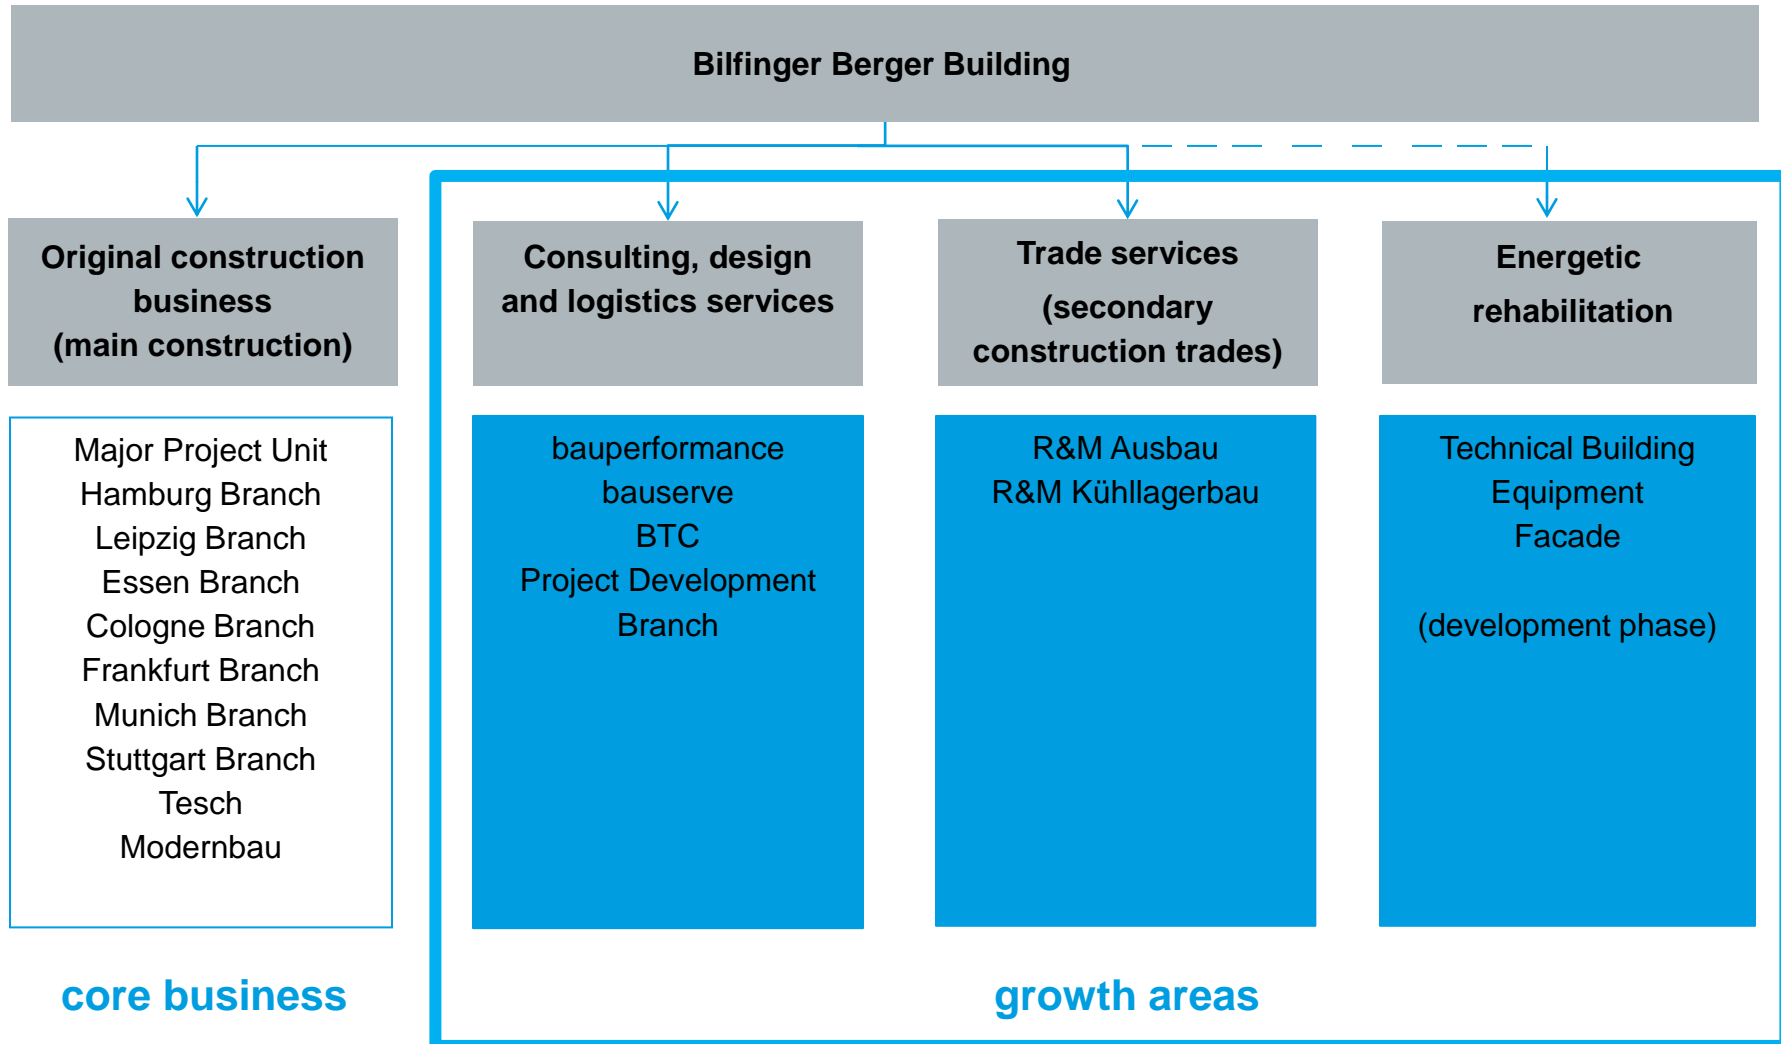 Bilfinger Berger Building
Original construction
business
(main construction)
Consulting, design
and logistics services
Trade services
(secondary
construction trades)
Energetic
rehabilitation
Major Project Unit
Hamburg Branch
Leipzig Branch
Essen Branch
Cologne Branch
Frankfurt Branch
Munich Branch
Stuttgart Branch
Tesch
Modernbau
bauperformance
bauserve
BTC
Project Development
Branch
R&M Ausbau
R&M Kühllagerbau
Technical Building
Equipment
Facade
(development phase)
core business
growth areas